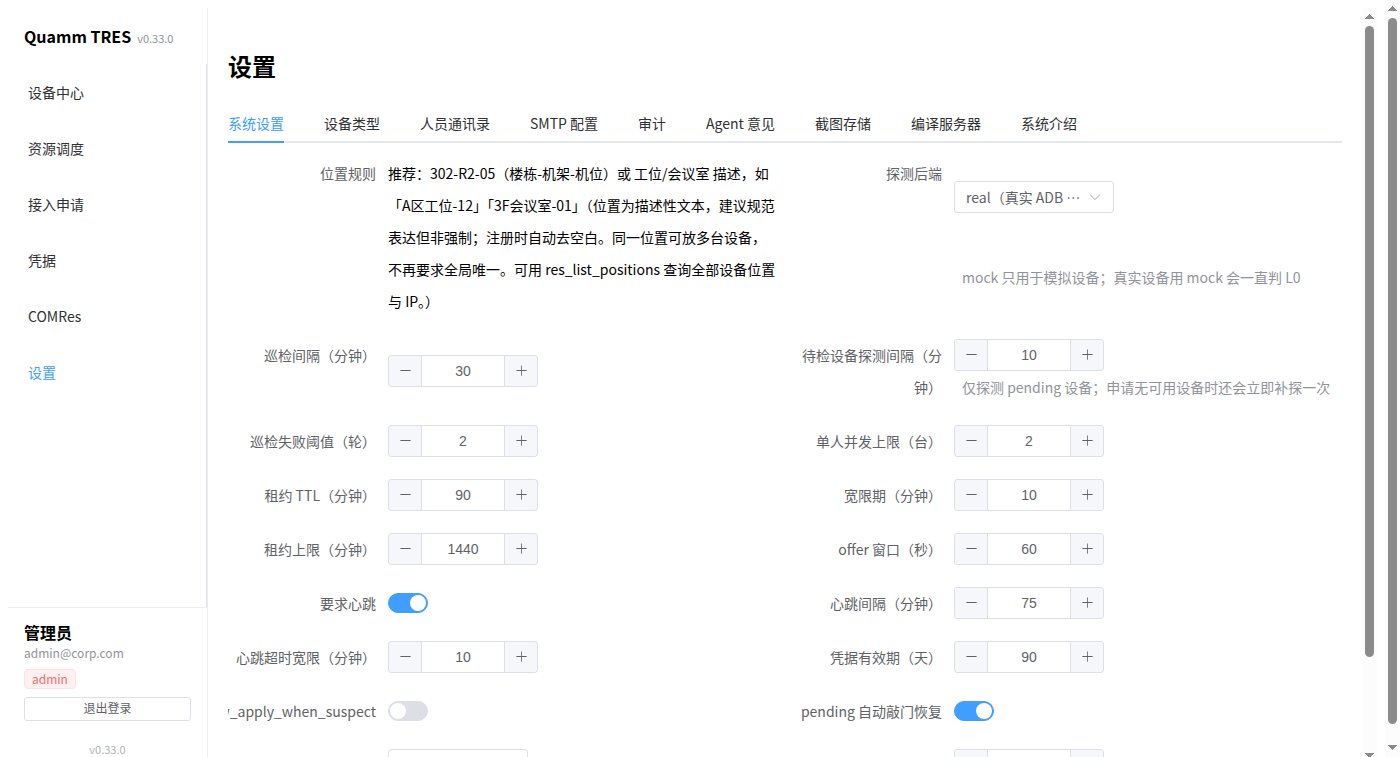 Quamm TRES v0.33.0
设备中心
资源调度
接入申请
凭据
COMRes
设置
管理员
admin@corp.com
admin
退出登录
v0.33.0
设置
系统设置 设备类型 人员通讯录 SMTP 配置 审计 Agent 意见 截图存储 编译服务器 系统介绍
位置规则
推荐：302-R2-05（楼栋-机架-机位）或 工位/会议室 描述，如
「A区工位-12」「3F会议室-01」（位置为描述性文本，建议规范
表达但非强制；注册时自动去空白。同一位置可放多台设备，
不再要求全局唯一。可用 res_list_positions 查询全部设备位置
与 IP。）
探测后端
real（真实 ADB …
mock 只用于模拟设备；真实设备用 mock 会一直判 L0
巡检间隔（分钟） 30
待检设备探测间隔（分
钟）
10
仅探测 pending 设备；申请无可用设备时还会立即补探一次
巡检失败阈值（轮） 2
单人并发上限（台） 2
租约 TTL（分钟） 90
宽限期（分钟） 10
租约上限（分钟） 1440
offer 窗口（秒） 60
要求心跳
心跳间隔（分钟） 75
心跳超时宽限（分钟） 10
凭据有效期（天） 90
_apply_when_suspect
pending 自动敲门恢复